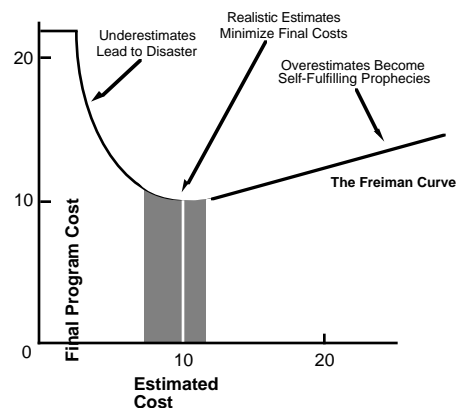 Realistic Estimates
Minimize Final Costs
Underestimates
Lead to Disaster
Overestimates Become
Self-Fulfilling Prophecies
20
The Freiman Curve
10
Final Program Cost
0
10
20
Estimated
Cost